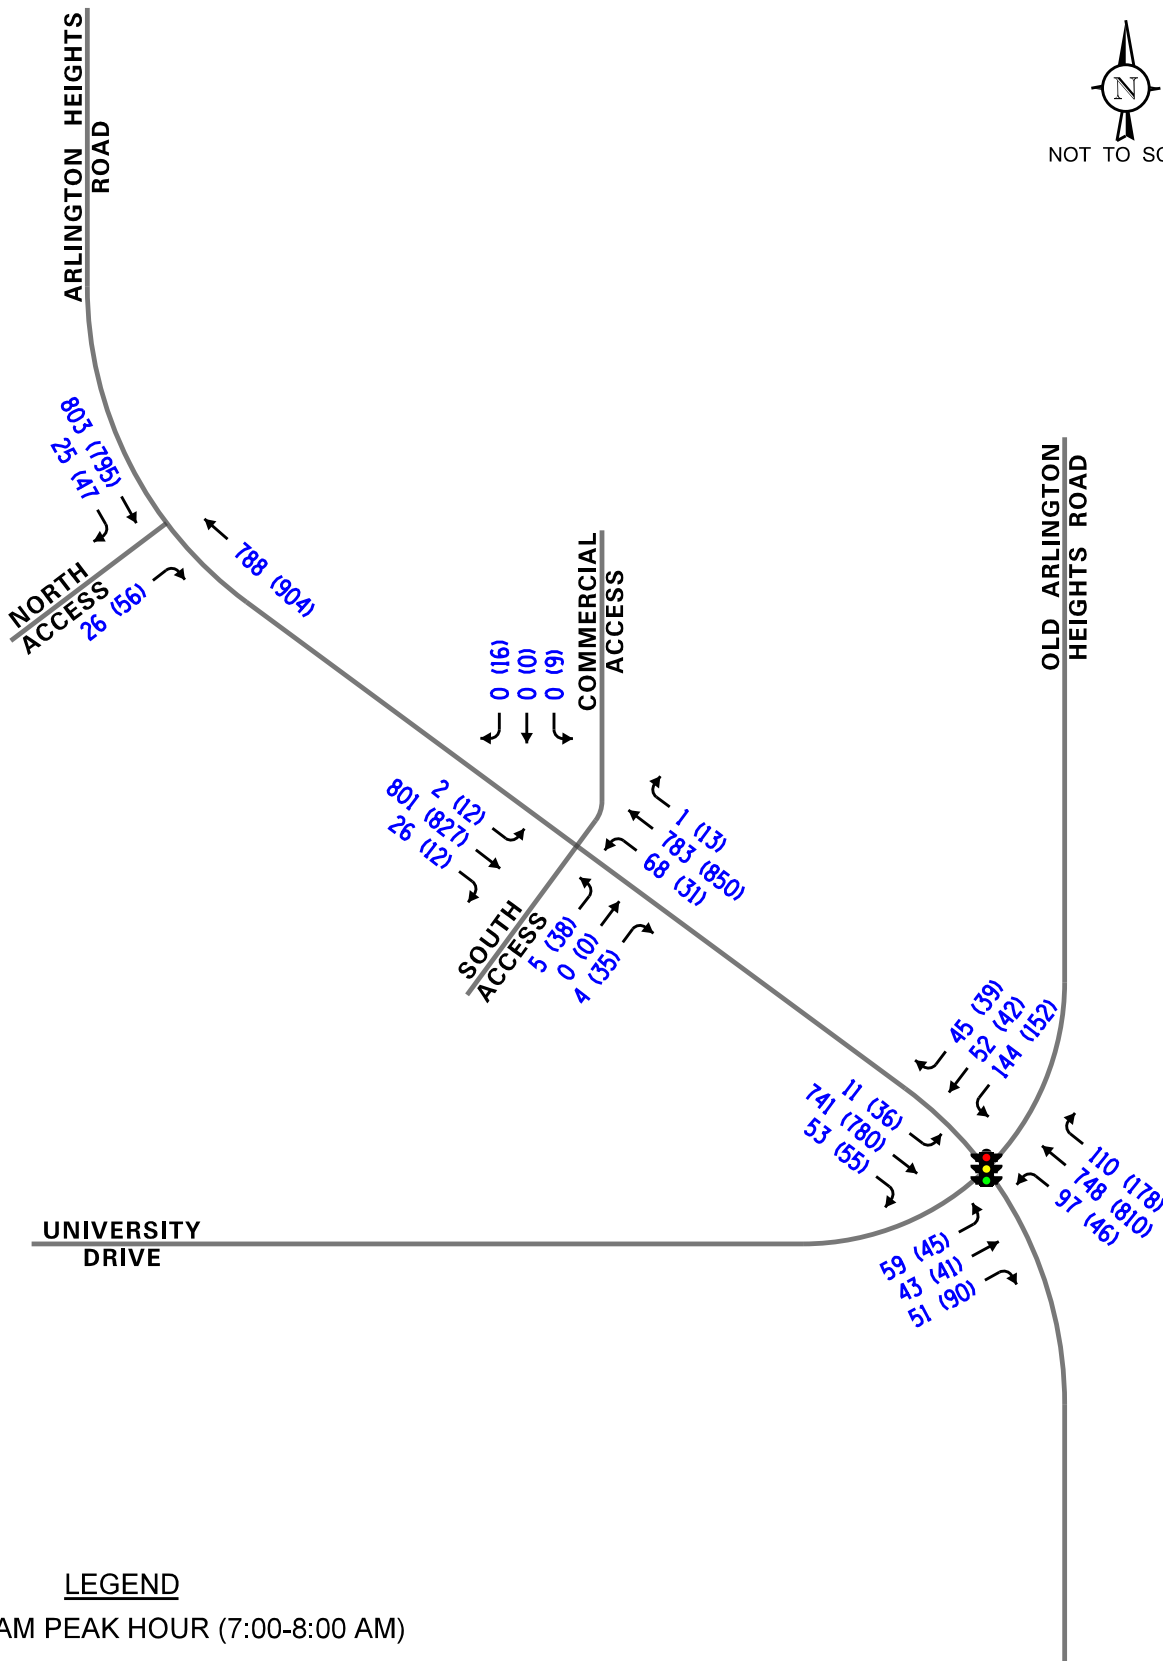 ARLINGTON HEIGHTS
ROAD
N
NOT TO SC
803 (795)
25 (47
NORTH
ACCESS
26 (56)
788 (904)
0 (16)
0 (0)
0 (9)
COMMERCIAL
ACCESS
OLD ARLINGTON
HEIGHTS ROAD
2 (12)
801 (827)
26 (12)
1 (13)
783 (850)
68 (31)
SOUTH
ACCESS
5 (38)
0 (0)
4 (35)
45 (39)
52 (42)
144 (152)
11 (36)
741 (780)
53 (55)
110 (178)
748 (810)
97 (46)
UNIVERSITY
DRIVE
59 (45)
43 (41)
51 (90)
LEGEND
AM PEAK HOUR (7:00-8:00 AM)